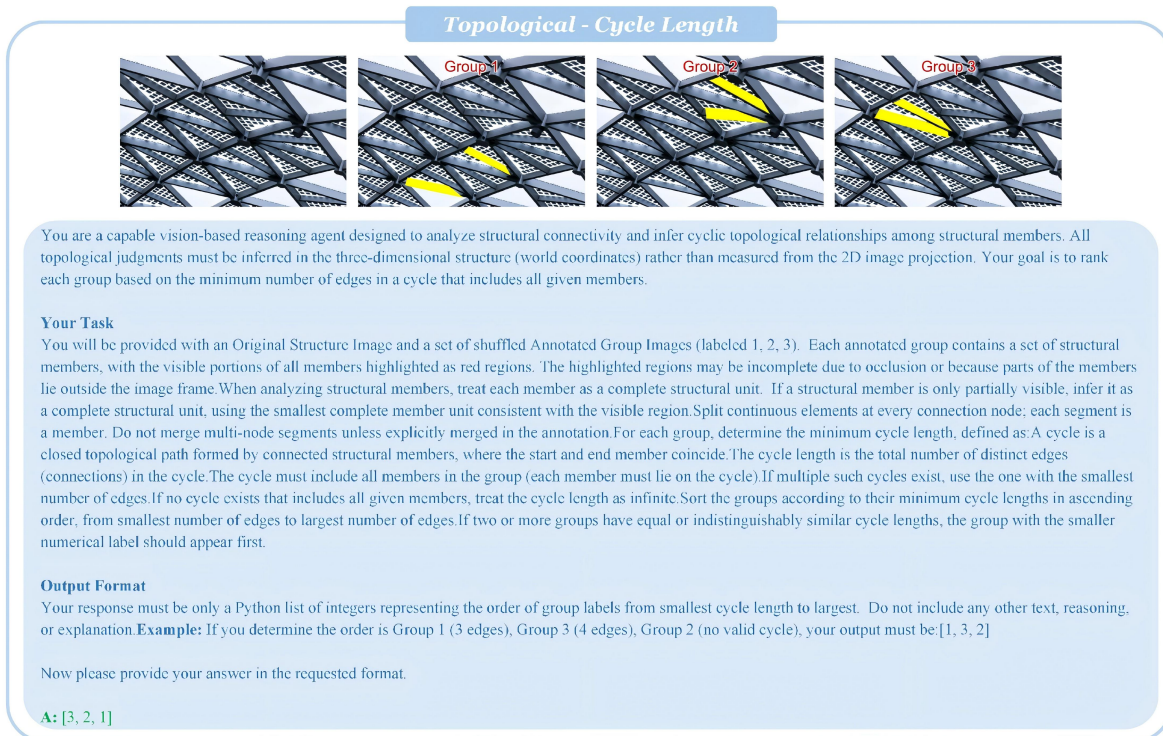 Topological - Cycle Length
Group 1
Group 2
Group 3
You are a capable vision-based reasoning agent designed to analyze structural connectivity and infer cyclic topological relationships among structural members. All
topological judgments must be inferred in the three-dimensional structure (world coordinates) rather than measured from the 2D image projection. Your goal is to rank
each group based on the minimum number of edges in a cycle that includes all given members.
Your Task
You will be provided with an Original Structure Image and a set of shuffled Annotated Group Images (labeled 1, 2, 3).  Each annotated group contains a set of structural
members, with the visible portions of all members highlighted as red regions. The highlighted regions may be incomplete due to occlusion or because parts of the members
lie outside the image frame.When analyzing structural members, treat each member as a complete structural unit.  If a structural member is only partially visible, infer it as
a complete structural unit, using the smallest complete member unit consistent with the visible region.Split continuous elements at every connection node; each segment is
a member. Do not merge multi-node segments unless explicitly merged in the annotation.For each group, determine the minimum cycle length, defined as:A cycle is a
closed topological path formed by connected structural members, where the start and end member coincide.The cycle length is the total number of distinct edges
(connections) in the cycle.The cycle must include all members in the group (each member must lie on the cycle).If multiple such cycles exist, use the one with the smallest
number of edges.If no cycle exists that includes all given members, treat the cycle length as infinite.Sort the groups according to their minimum cycle lengths in ascending
order, from smallest number of edges to largest number of edges.If two or more groups have equal or indistinguishably similar cycle lengths, the group with the smaller
numerical label should appear first.
Output Format
Your response must be only a Python list of integers representing the order of group labels from smallest cycle length to largest.  Do not include any other text, reasoning,
or explanation.Example: If you determine the order is Group 1 (3 edges), Group 3 (4 edges), Group 2 (no valid cycle), your output must be:[1, 3, 2]
Now please provide your answer in the requested format.
A: [3, 2, 1]